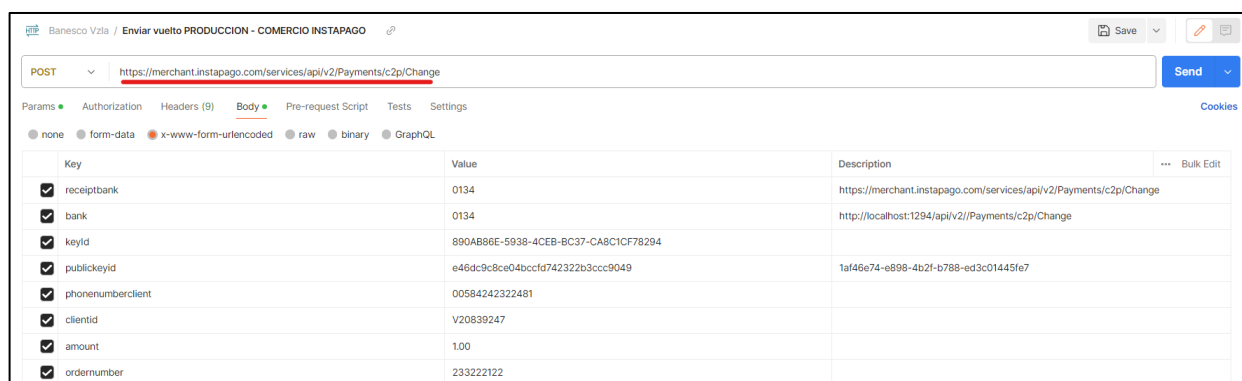 HTTP Banesco Vzla / Enviar vuelto PRODUCCION - COMERCIO INSTAPAGO Save
POST https://merchant.instapago.com/services/api/v2/Payments/c2p/Change Send
Params Authorization Headers (9) Body Pre-request Script Tests Settings Cookies
none form-data x-www-form-urlencoded raw binary GraphQL
Key Value Description ••• Bulk Edit
receiptbank 0134 https://merchant.instapago.com/services/api/v2/Payments/c2p/Change
bank 0134 http://localhost:1294/api/v2//Payments/c2p/Change
keyId 890AB86E-5938-4CEB-BC37-CA8C1CF78294
publickeyid e46dc9c8ce04bccfd742322b3ccc9049 1af46e74-e898-4b2f-b788-ed3c01445fe7
phonenumberclient 00584242322481
clientid V20839247
amount 1.00
ordernumber 233222122